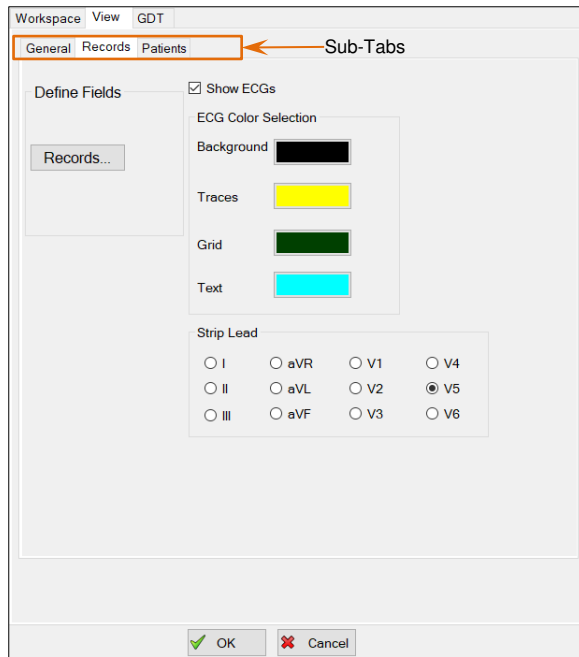 Workspace View GDT
General Records Patients
Sub-Tabs
Define Fields
Records...
Show ECGs
ECG Color Selection
Background
Traces
Grid
Text
Strip Lead
I aVR V1 V4
II aVL V2 V5
III aVF V3 V6
OK Cancel